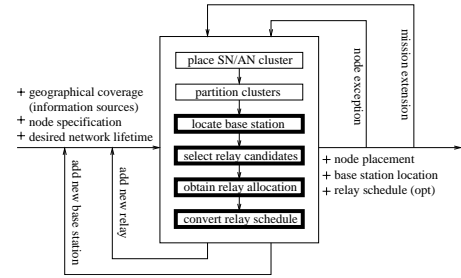 place SN/AN cluster
partition clusters
locate base station
select relay candidates
obtain relay allocation
convert relay schedule
+ geographical coverage
(information sources)
+ node specification
+ desired network lifetime
add new base station
add new relay
node exception
mission extension
+ node placement
+ base station location
+ relay schedule (opt)